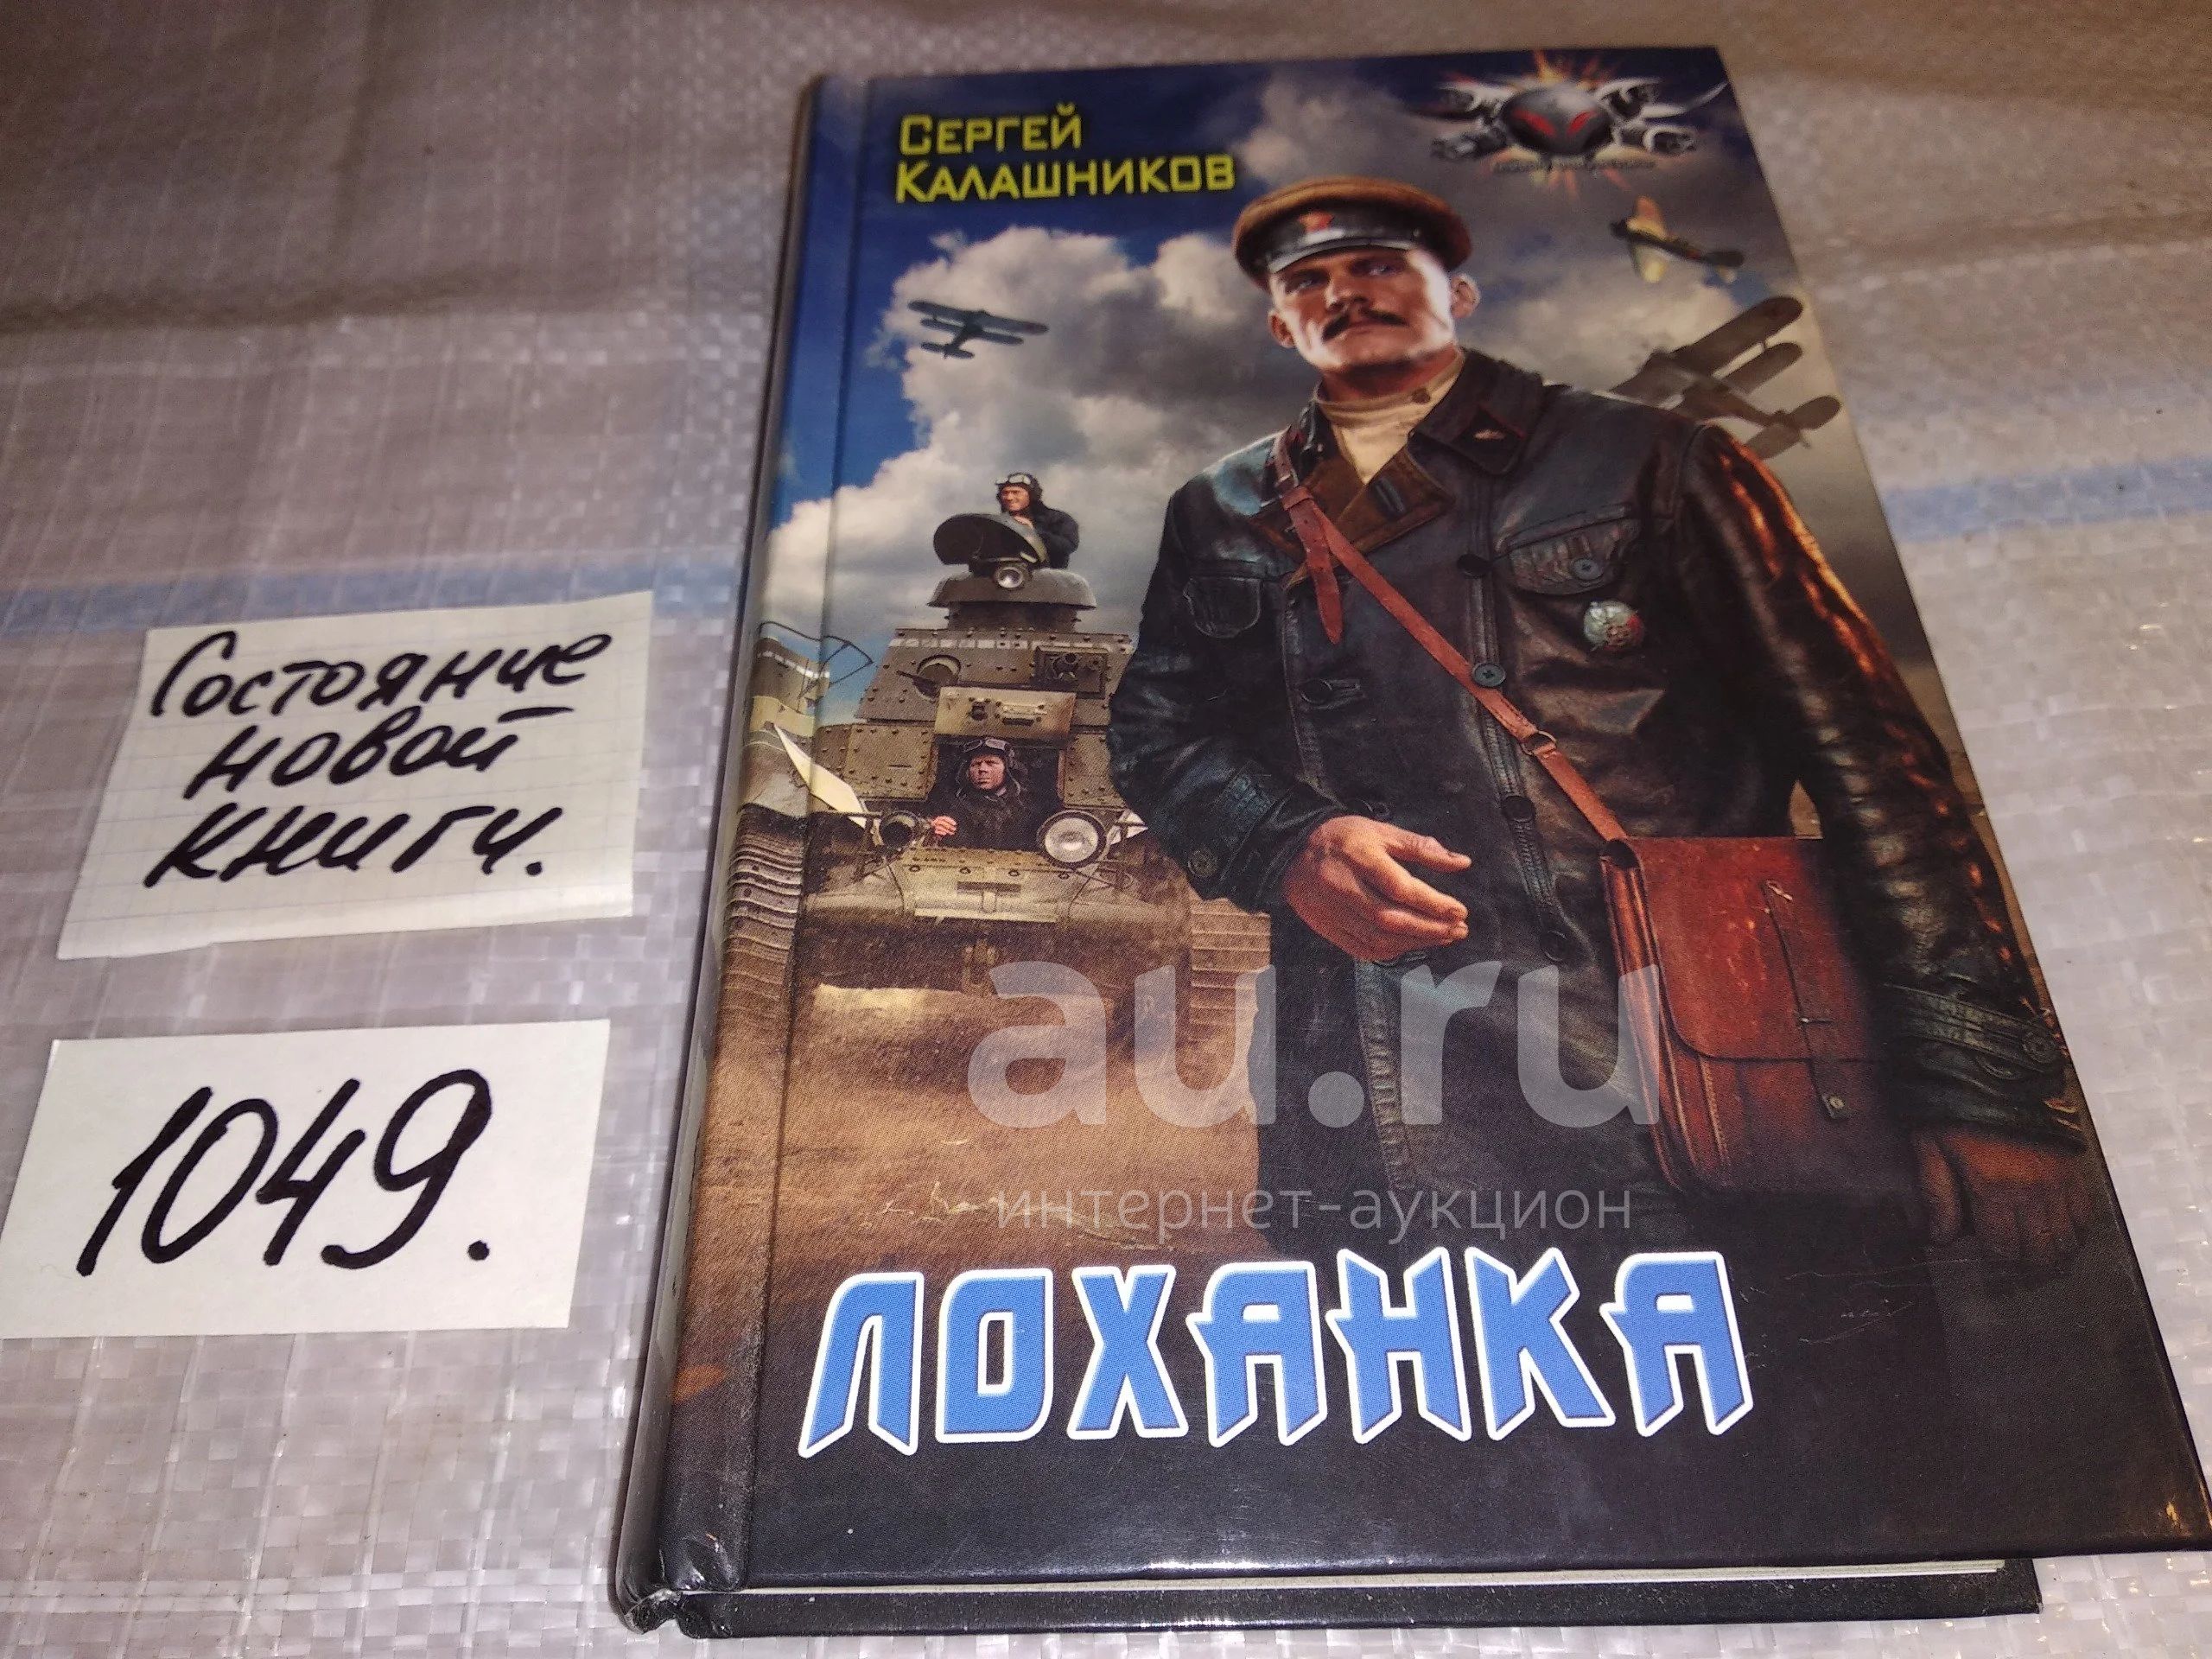 Сергей
Калашников
Состояние
новой
книги.
1049.
au.ru
интернет-аукцион
ЛОХАНКА